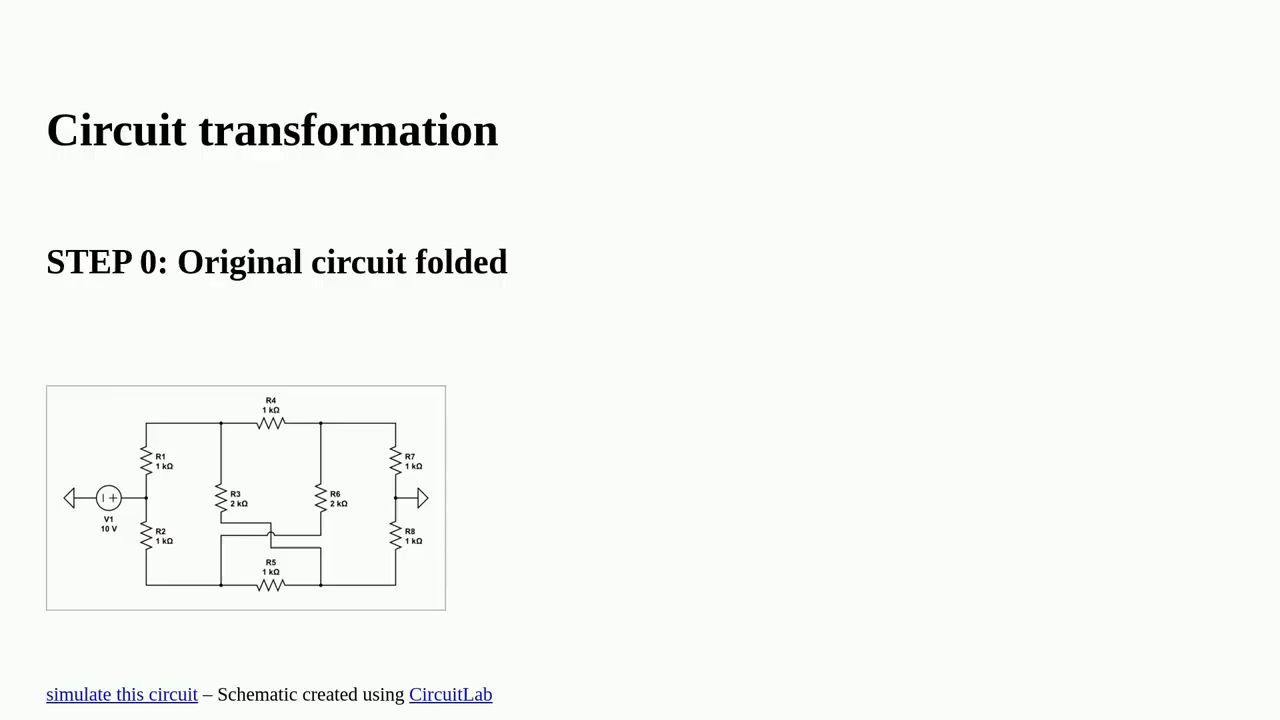 Circuit transformation
STEP 0: Original circuit folded
R4
1 kΩ
R1
1 kΩ
R7
1 kΩ
R3
2 kΩ
R6
2 kΩ
V1
10 V
R2
1 kΩ
R8
1 kΩ
R5
1 kΩ
simulate this circuit – Schematic created using CircuitLab